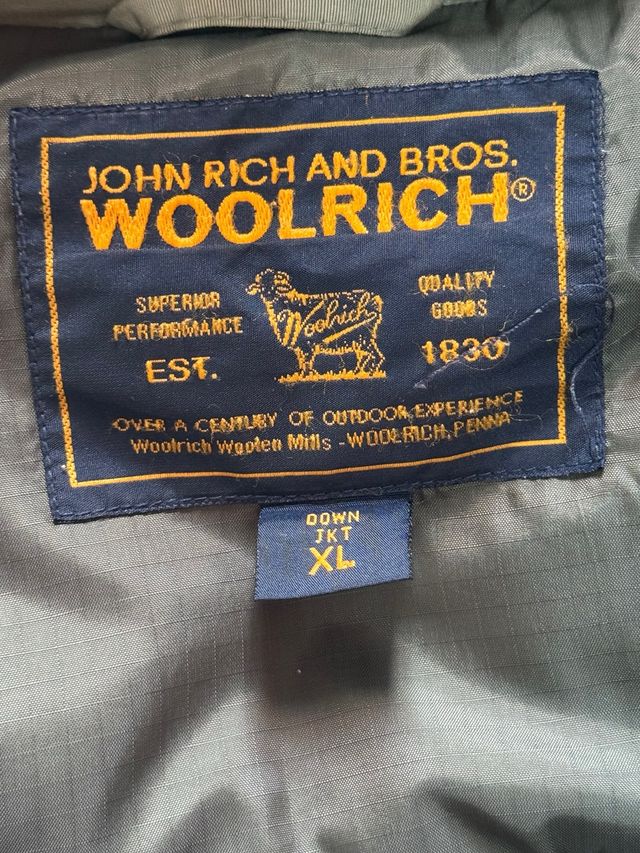 JOHN RICH AND BROS.
WOOLRICH®
SUPERIOR
PERFORMANCE
EST.
Woolrich
QUALITY
GOODS
1830
OVER A CENTURY OF OUTDOOR EXPERIENCE
Woolrich Woolen Mills - WOOLRICH, PENNA
DOWN
JKT
XL